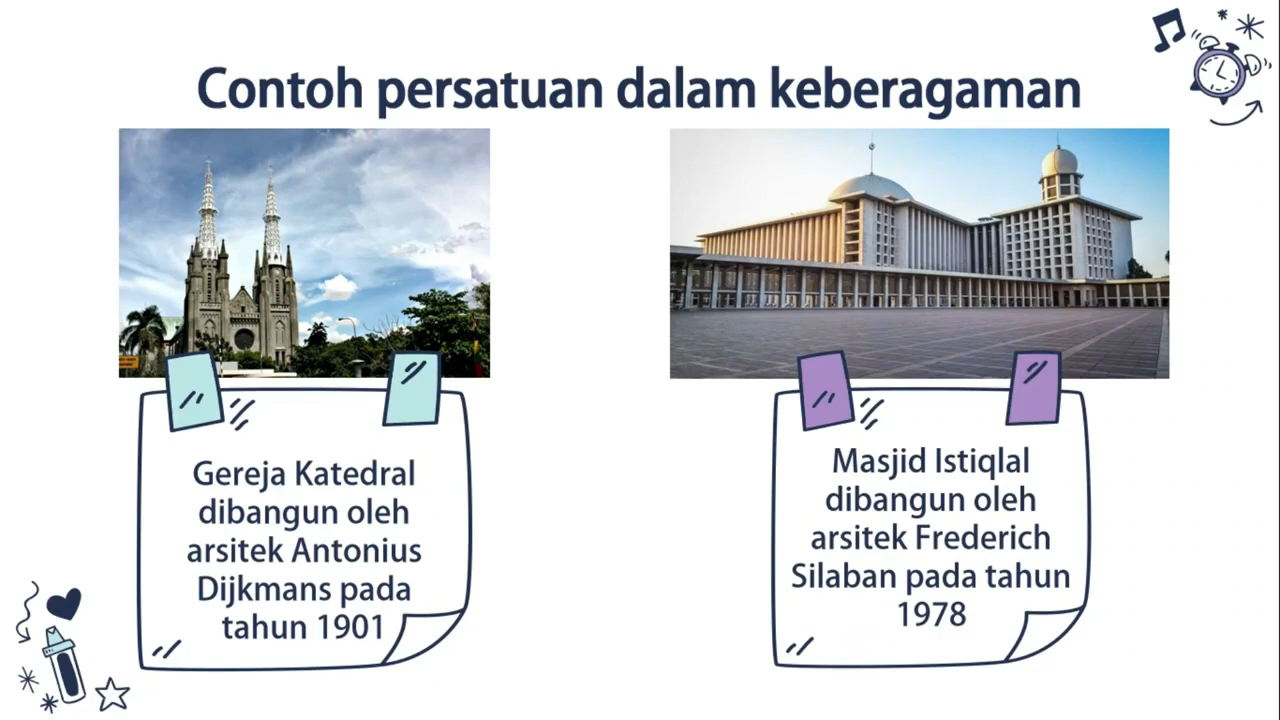 Contoh persatuan dalam keberagaman
Gereja Katedral
dibangun oleh
arsitek Antonius
Dijkmans pada
tahun 1901
Masjid Istiqlal
dibangun oleh
arsitek Frederich
Silaban pada tahun
1978